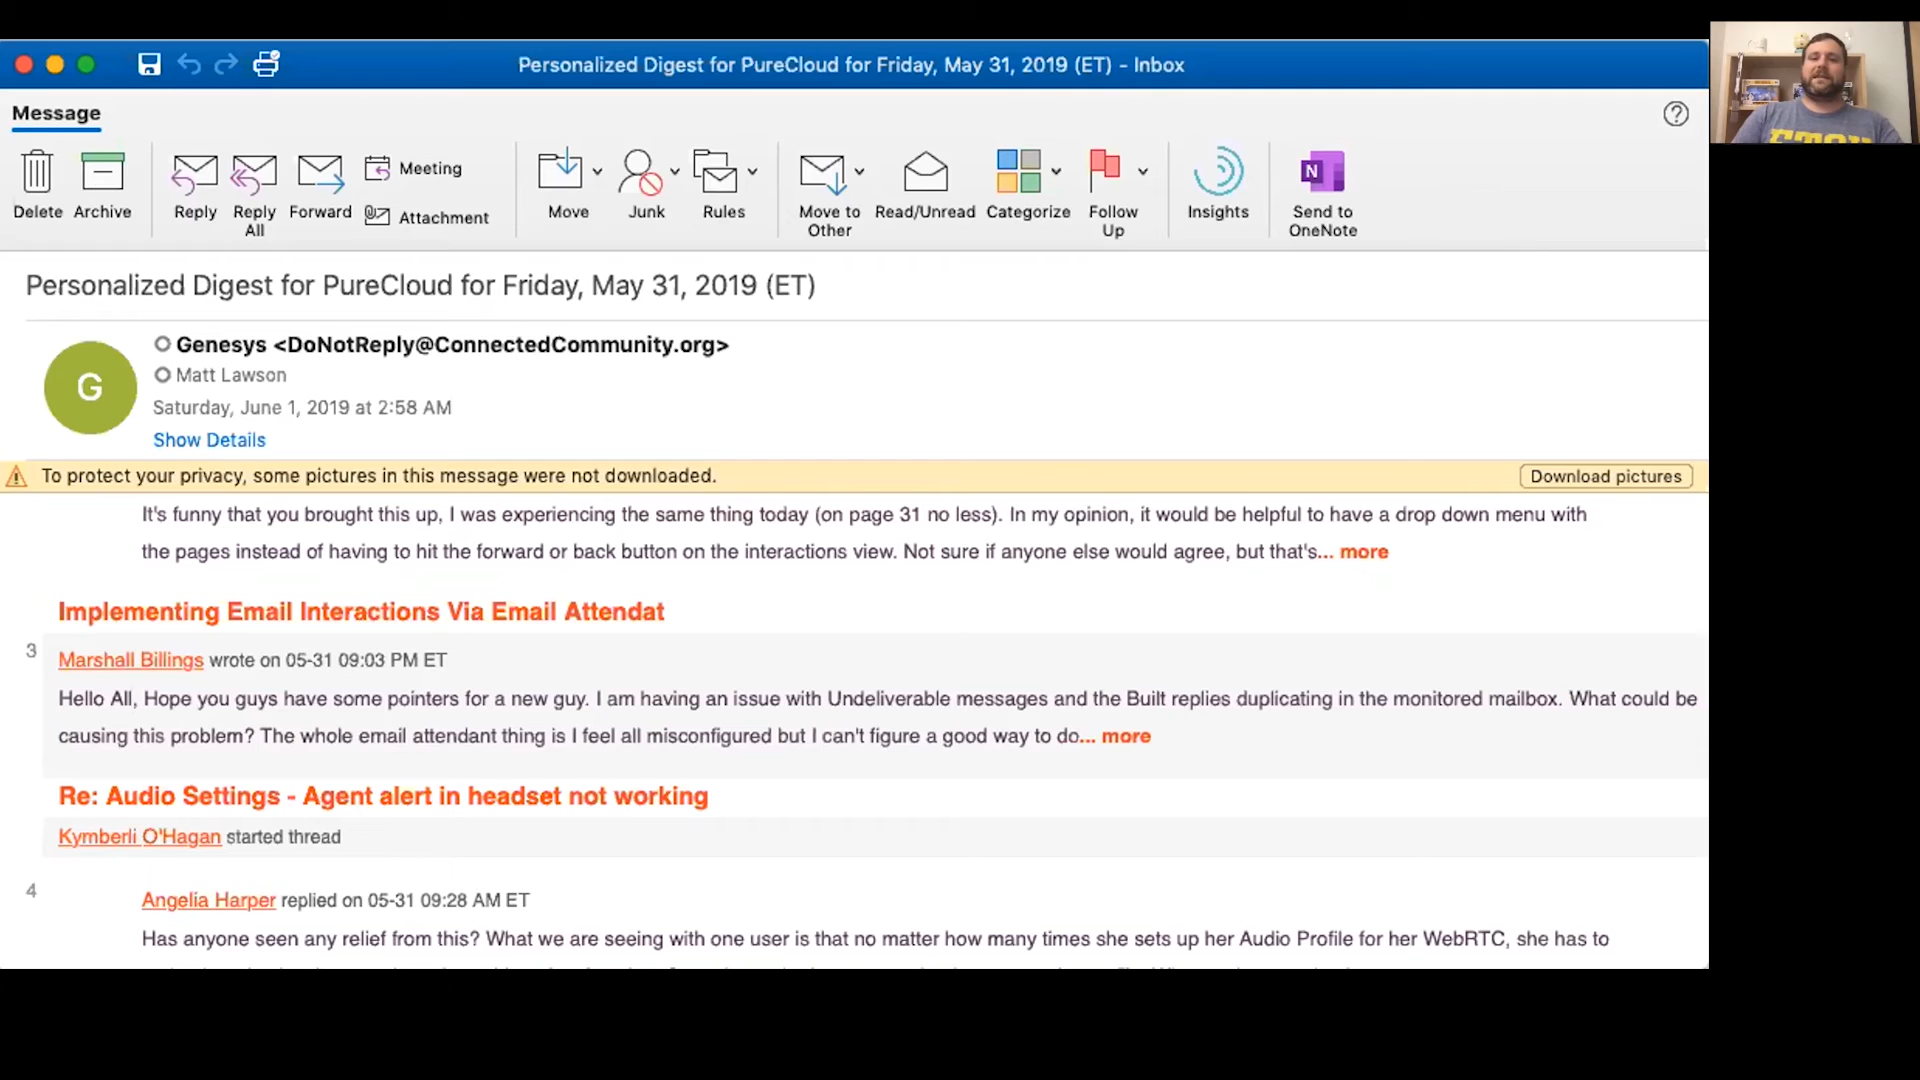 Personalized Digest for PureCloud for Friday, May 31, 2019 (ET) - Inbox
Message
Delete
Archive
Reply
Reply All
Forward
Meeting
Attachment
Move
Junk
Rules
Move to Other
Read/Unread
Categorize
Follow Up
Insights
N
Send to OneNote
Personalized Digest for PureCloud for Friday, May 31, 2019 (ET)
G
Genesys <DoNotReply@ConnectedCommunity.org>
Matt Lawson
Saturday, June 1, 2019 at 2:58 AM
Show Details
To protect your privacy, some pictures in this message were not downloaded.
Download pictures
It's funny that you brought this up, I was experiencing the same thing today (on page 31 no less). In my opinion, it would be helpful to have a drop down menu with
the pages instead of having to hit the forward or back button on the interactions view. Not sure if anyone else would agree, but that's... more
Implementing Email Interactions Via Email Attendat
3
Marshall Billings wrote on 05-31 09:03 PM ET
Hello All, Hope you guys have some pointers for a new guy. I am having an issue with Undeliverable messages and the Built replies duplicating in the monitored mailbox. What could be
causing this problem? The whole email attendant thing is I feel all misconfigured but I can't figure a good way to do... more
Re: Audio Settings - Agent alert in headset not working
Kymberli O'Hagan started thread
4
Angelia Harper replied on 05-31 09:28 AM ET
Has anyone seen any relief from this? What we are seeing with one user is that no matter how many times she sets up her Audio Profile for her WebRTC, she has to